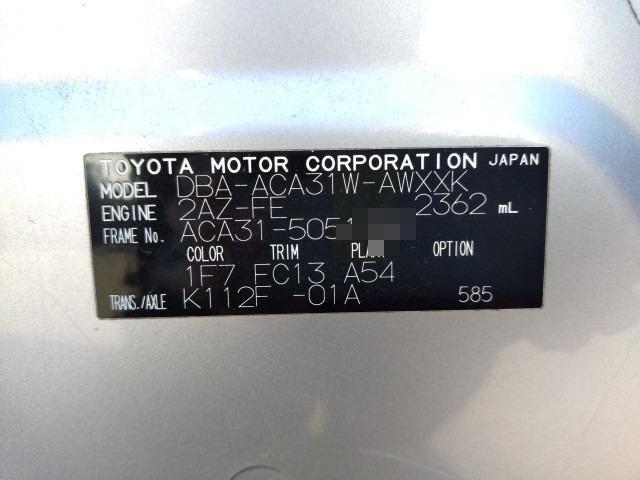 TOYOTA MOTOR CORPORATION JAPAN
MODEL DBA-ACA31W-AWXXK
ENGINE 2AZ-FE 2362 mL
FRAME No. ACA31-5051
COLOR TRIM PLANT OPTION
1F7 FC13 A54
TRANS./AXLE K112F -01A 585